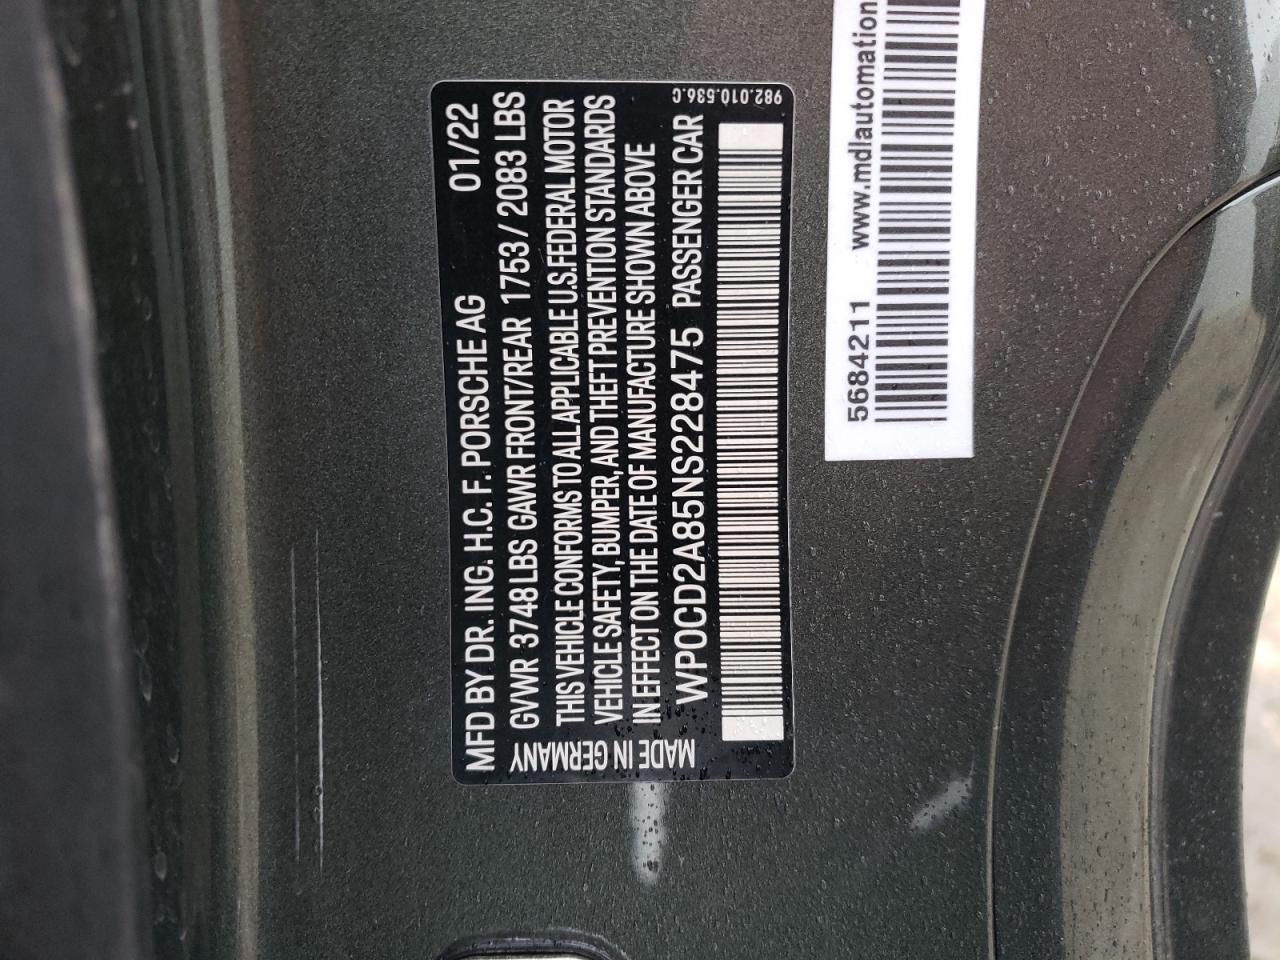 MFD BY DR. ING. H.C. F. PORSCHE AG 01/22
GVWR 3748 LBS GAWR FRONT/REAR 1753 / 2083 LBS
THIS VEHICLE CONFORMS TO ALL APPLICABLE U.S. FEDERAL MOTOR
VEHICLE SAFETY, BUMPER, AND THEFT PREVENTION STANDARDS
IN EFFECT ON THE DATE OF MANUFACTURE SHOWN ABOVE
WP0CD2A85NS228475 PASSENGER CAR
MADE IN GERMANY
982.010.536.C
5684211 www.mdlautomation